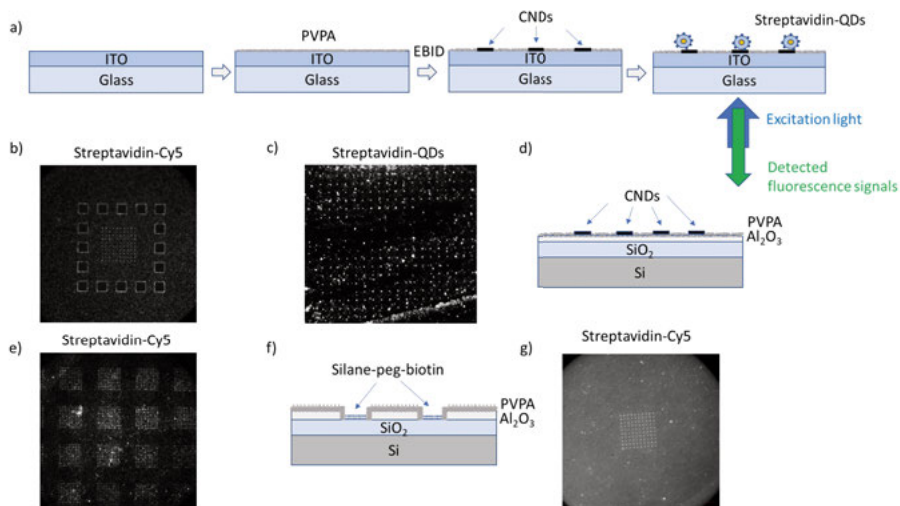 a)
PVPA
ITO
Glass
ITO
Glass
EBID
CNDs
ITO
Glass
Streptavidin-QDs
ITO
Glass
Excitation light
Detected
fluorescence signals
b)
Streptavidin-Cy5
c)
Streptavidin-QDs
d)
CNDs
PVPA
Al2O3
SiO2
Si
e)
Streptavidin-Cy5
f)
Silane-peg-biotin
PVPA
Al2O3
SiO2
Si
g)
Streptavidin-Cy5